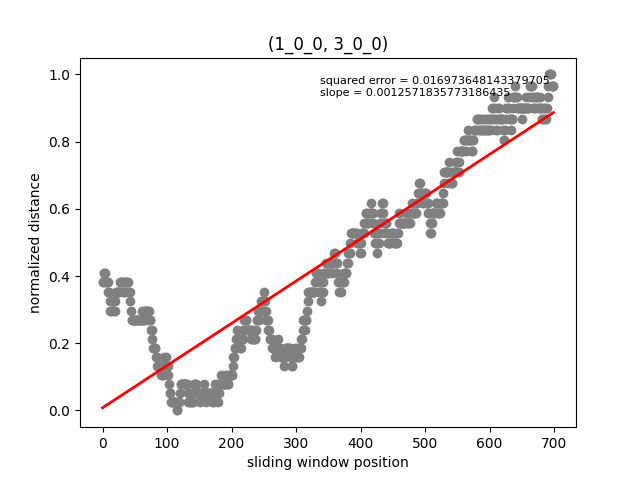 (1_0_0, 3_0_0)
squared error = 0.016973648143379705
slope = 0.0012571835773186435
1.0
0.8
0.6
0.4
0.2
0.0
normalized distance
0 100 200 300 400 500 600 700
sliding window position